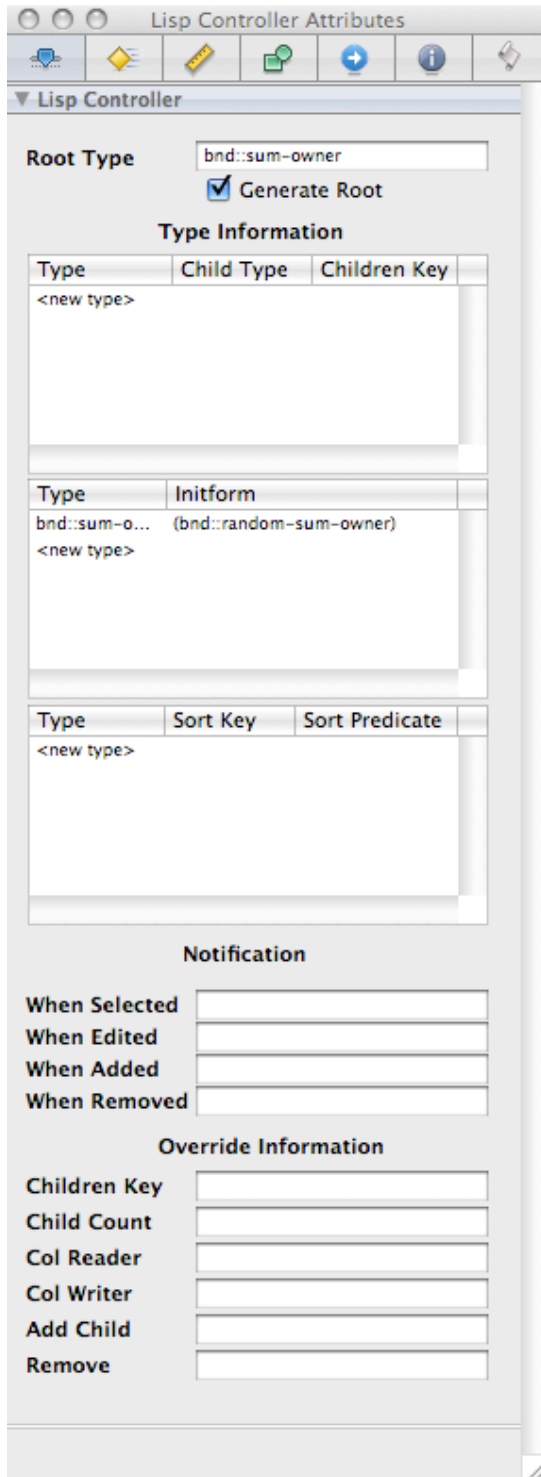 Lisp Controller Attributes
Lisp Controller
Root Type bnd::sum-owner
Generate Root
Type Information
Type Child Type Children Key
<new type>
Type Initform
bnd::sum-o... (bnd::random-sum-owner)
<new type>
Type Sort Key Sort Predicate
<new type>
Notification
When Selected
When Edited
When Added
When Removed
Override Information
Children Key
Child Count
Col Reader
Col Writer
Add Child
Remove